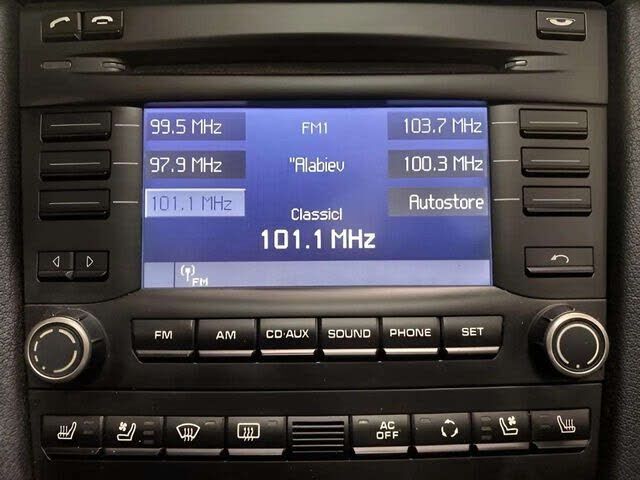 99.5 MHz FM1 103.7 MHz
97.9 MHz "Alabiev 100.3 MHz
101.1 MHz Autostore
Classicl
101.1 MHz
FM
FM AM CD·AUX SOUND PHONE SET
AC
OFF